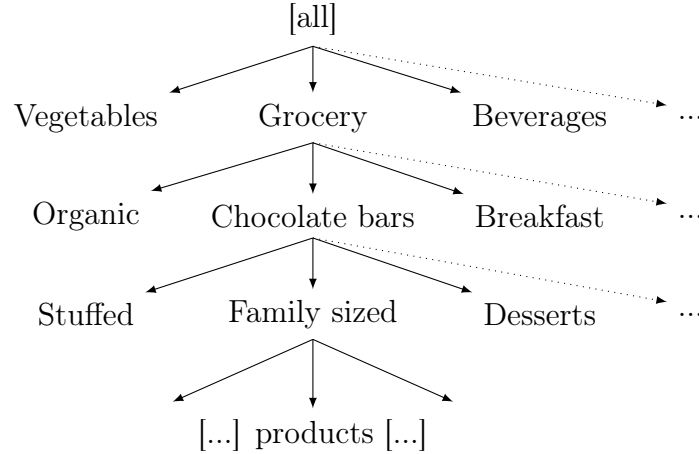 [all]
Vegetables Grocery Beverages ...
Organic Chocolate bars Breakfast ...
Stuffed Family sized Desserts ...
[...] products [...]